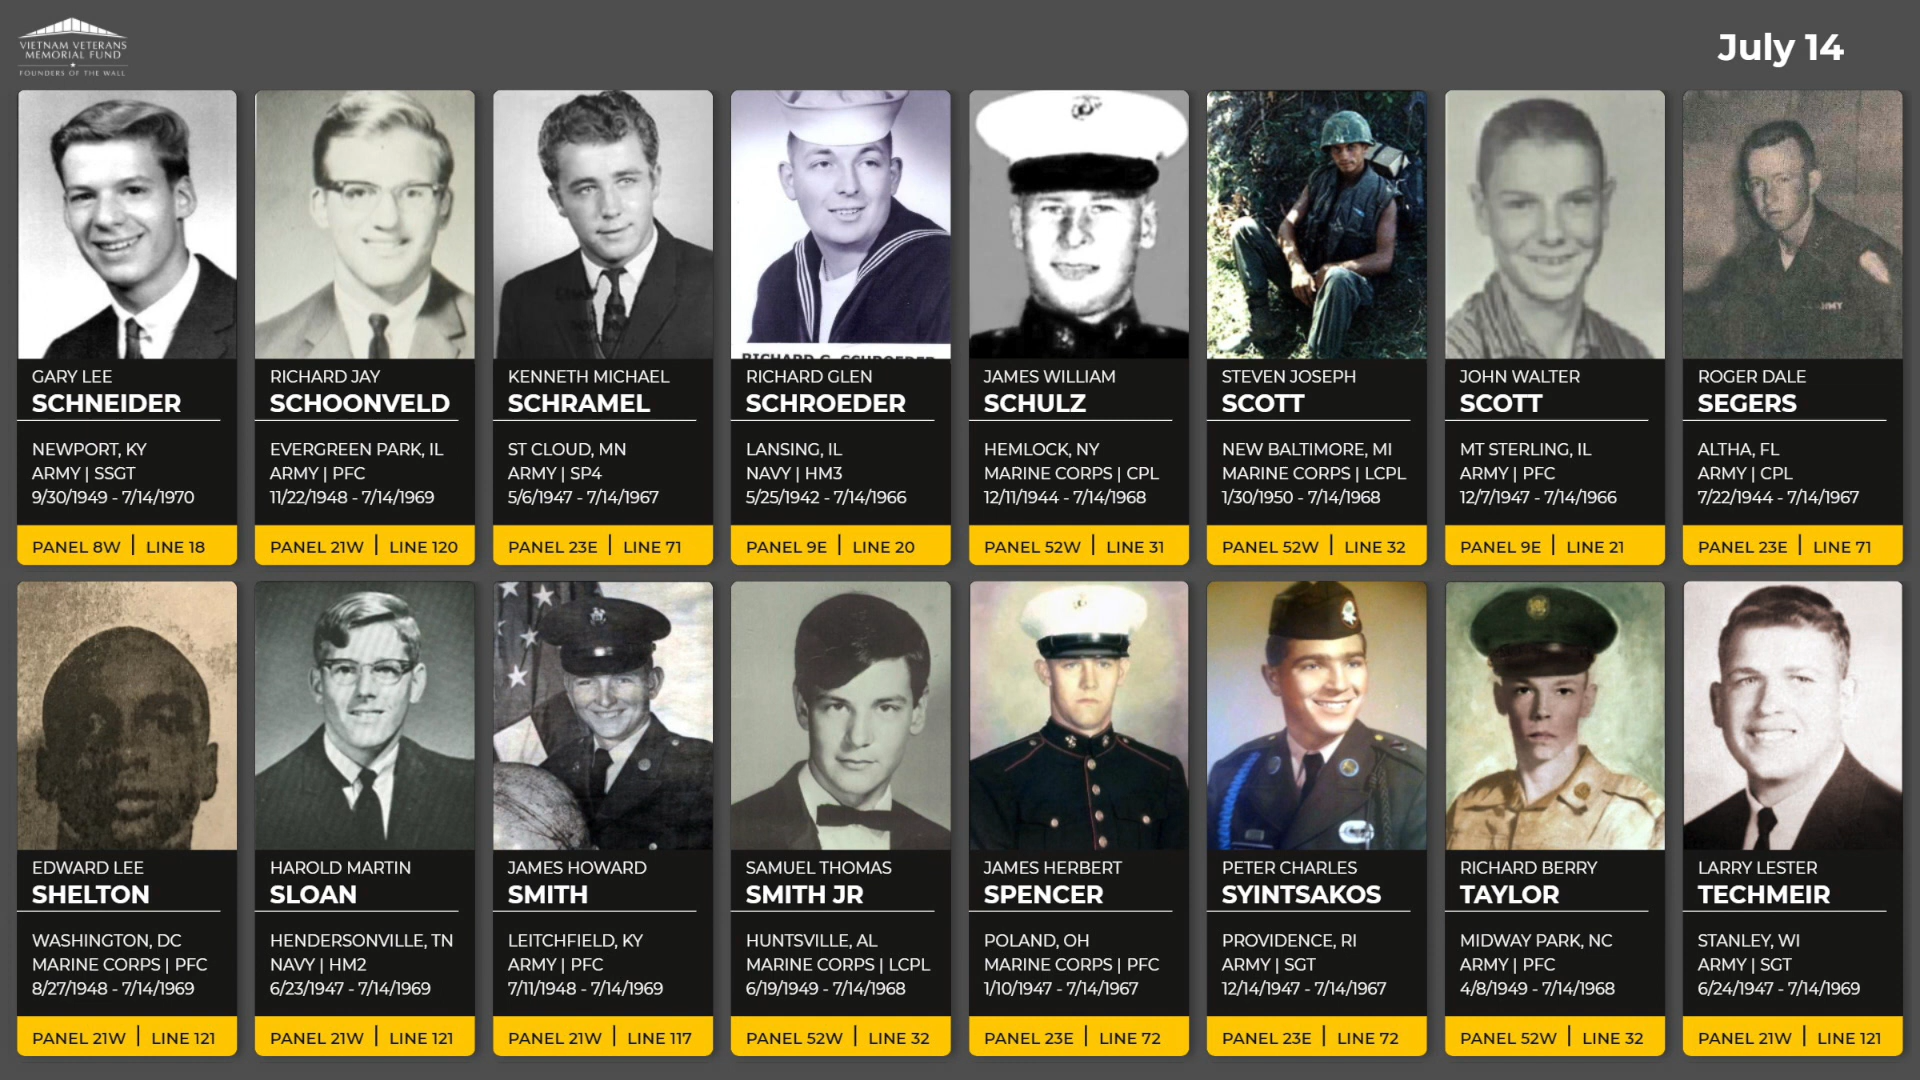 VIETNAM VETERANS
MEMORIAL FUND
FOUNDERS OF THE WALL
July 14
GARY LEE
SCHNEIDER
NEWPORT, KY
ARMY | SSGT
9/30/1949 - 7/14/1970
PANEL 8W | LINE 18
RICHARD JAY
SCHOONVELD
EVERGREEN PARK, IL
ARMY | PFC
11/22/1948 - 7/14/1969
PANEL 21W | LINE 120
KENNETH MICHAEL
SCHRAMEL
ST CLOUD, MN
ARMY | SP4
5/6/1947 - 7/14/1967
PANEL 23E | LINE 71
RICHARD G. SCHROEDER
RICHARD GLEN
SCHROEDER
LANSING, IL
NAVY | HM3
5/25/1942 - 7/14/1966
PANEL 9E | LINE 20
JAMES WILLIAM
SCHULZ
HEMLOCK, NY
MARINE CORPS | CPL
12/11/1944 - 7/14/1968
PANEL 52W | LINE 31
STEVEN JOSEPH
SCOTT
NEW BALTIMORE, MI
MARINE CORPS | LCPL
1/30/1950 - 7/14/1968
PANEL 52W | LINE 32
JOHN WALTER
SCOTT
MT STERLING, IL
ARMY | PFC
12/7/1947 - 7/14/1966
PANEL 9E | LINE 21
ROGER DALE
SEGERS
ALTHA, FL
ARMY | CPL
7/22/1944 - 7/14/1967
PANEL 23E | LINE 71
EDWARD LEE
SHELTON
WASHINGTON, DC
MARINE CORPS | PFC
8/27/1948 - 7/14/1969
PANEL 21W | LINE 121
HAROLD MARTIN
SLOAN
HENDERSONVILLE, TN
NAVY | HM2
6/23/1947 - 7/14/1969
PANEL 21W | LINE 121
JAMES HOWARD
SMITH
LEITCHFIELD, KY
ARMY | PFC
7/11/1948 - 7/14/1969
PANEL 21W | LINE 117
SAMUEL THOMAS
SMITH JR
HUNTSVILLE, AL
MARINE CORPS | LCPL
6/19/1949 - 7/14/1968
PANEL 52W | LINE 32
JAMES HERBERT
SPENCER
POLAND, OH
MARINE CORPS | PFC
1/10/1947 - 7/14/1967
PANEL 23E | LINE 72
PETER CHARLES
SYINTSAKOS
PROVIDENCE, RI
ARMY | SGT
12/14/1947 - 7/14/1967
PANEL 23E | LINE 72
RICHARD BERRY
TAYLOR
MIDWAY PARK, NC
ARMY | PFC
4/8/1949 - 7/14/1968
PANEL 52W | LINE 32
LARRY LESTER
TECHMEIR
STANLEY, WI
ARMY | SGT
6/24/1947 - 7/14/1969
PANEL 21W | LINE 121